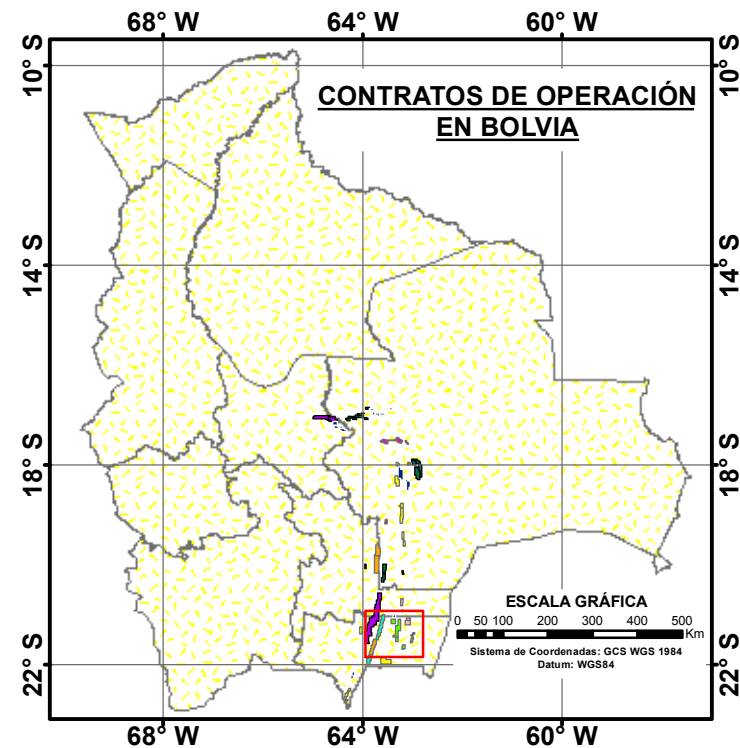 68° W 64° W 60° W
10° S 10° S
CONTRATOS DE OPERACIÓN
EN BOLVIA
14° S 14° S
18° S 18° S
ESCALA GRÁFICA
0 50 100 200 300 400 500
Km
Sistema de Coordenadas: GCS WGS 1984
Datum: WGS84
22° S 22° S
68° W 64° W 60° W